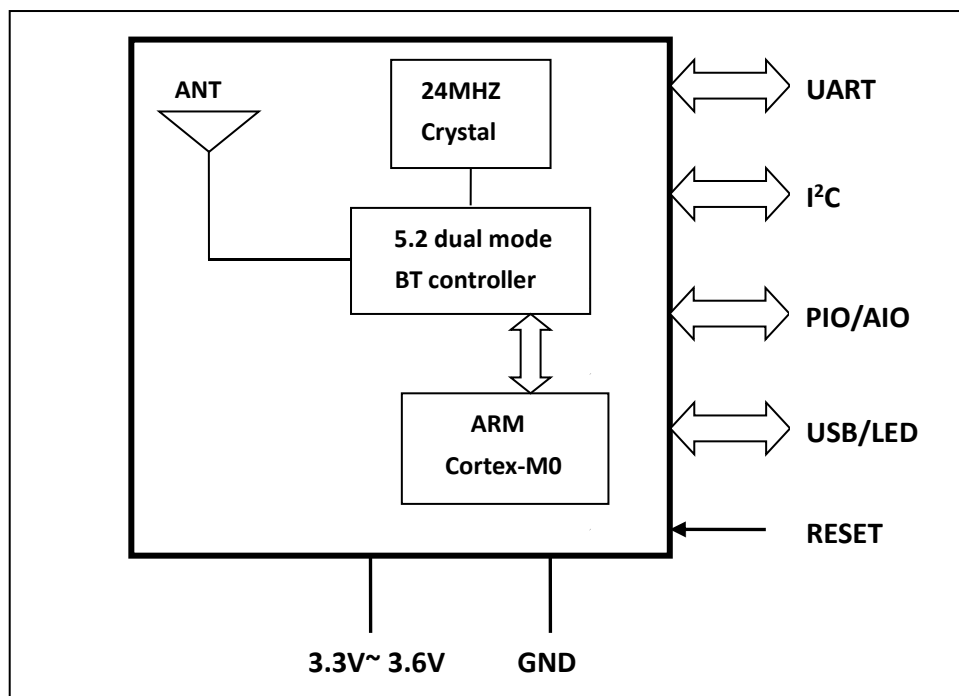 ANT
24MHZ
Crystal
5.2 dual mode
BT controller
ARM
Cortex-M0
UART
I²C
PIO/AIO
USB/LED
RESET
3.3V~ 3.6V
GND